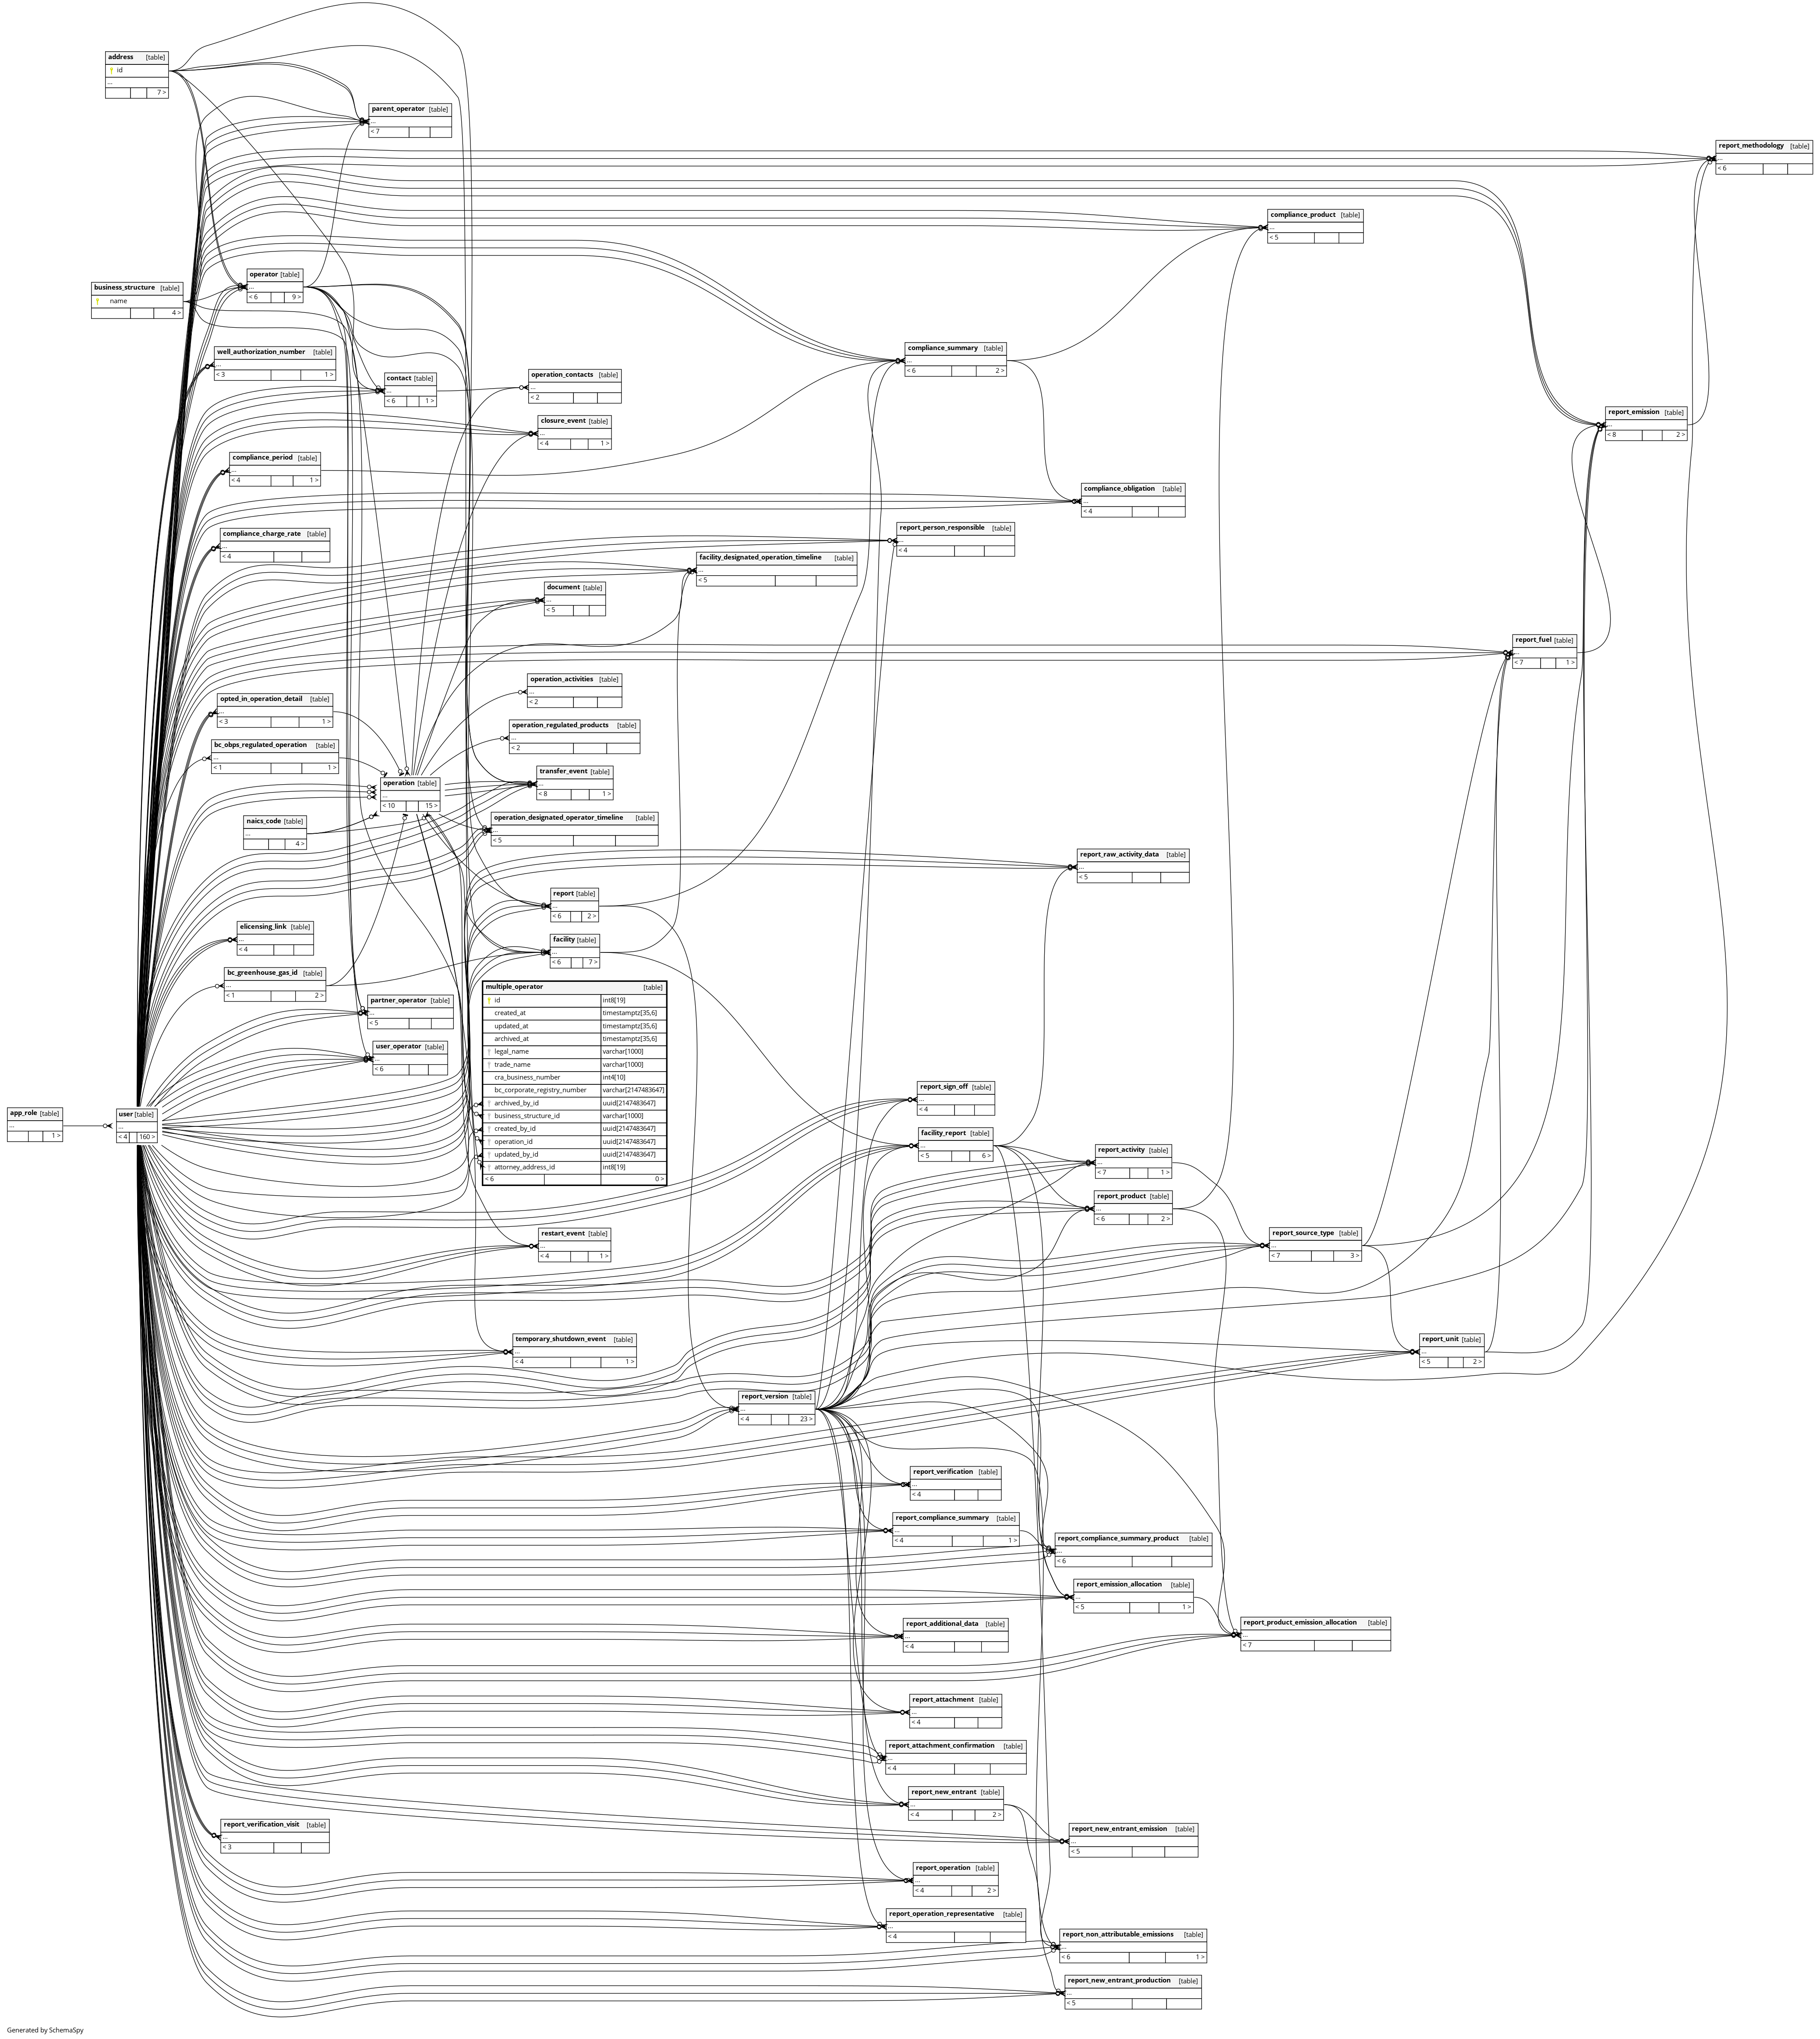 address [table]
id
...
7 >
parent_operator [table]
...
< 7
report_methodology [table]
...
< 6
compliance_product [table]
...
< 5
operator [table]
...
< 6 9 >
business_structure [table]
name
4 >
well_authorization_number [table]
...
< 3 1 >
compliance_summary [table]
...
< 6 2 >
contact [table]
...
< 6 1 >
operation_contacts [table]
...
< 2
report_emission [table]
...
< 8 2 >
closure_event [table]
...
< 4 1 >
compliance_period [table]
...
< 4 1 >
compliance_obligation [table]
...
< 4
compliance_charge_rate [table]
...
< 4
report_person_responsible [table]
...
< 4
facility_designated_operation_timeline [table]
...
< 5
document [table]
...
< 5
report_fuel [table]
...
< 7 1 >
operation_activities [table]
...
< 2
opted_in_operation_detail [table]
...
< 3 1 >
operation_regulated_products [table]
...
< 2
bc_obps_regulated_operation [table]
...
< 1 1 >
operation [table]
...
< 10 15 >
transfer_event [table]
...
< 8 1 >
naics_code [table]
...
4 >
operation_designated_operator_timeline [table]
...
< 5
report_raw_activity_data [table]
...
< 5
report [table]
...
< 6 2 >
elicensing_link [table]
...
< 4
facility [table]
...
< 6 7 >
bc_greenhouse_gas_id [table]
...
< 1 2 >
partner_operator [table]
...
< 5
user_operator [table]
...
< 6
multiple_operator [table]
id int8[19]
created_at timestamptz[35,6]
updated_at timestamptz[35,6]
archived_at timestamptz[35,6]
legal_name varchar[1000]
trade_name varchar[1000]
cra_business_number int4[10]
bc_corporate_registry_number varchar[2147483647]
archived_by_id uuid[2147483647]
business_structure_id varchar[1000]
created_by_id uuid[2147483647]
operation_id uuid[2147483647]
updated_by_id uuid[2147483647]
attorney_address_id int8[19]
< 6 0 >
app_role [table]
...
1 >
user [table]
...
< 4 160 >
report_sign_off [table]
...
< 4
facility_report [table]
...
< 5 6 >
report_activity [table]
...
< 7 1 >
report_product [table]
...
< 6 2 >
restart_event [table]
...
< 4 1 >
report_source_type [table]
...
< 7 3 >
temporary_shutdown_event [table]
...
< 4 1 >
report_unit [table]
...
< 5 2 >
report_version [table]
...
< 4 23 >
report_verification [table]
...
< 4
report_compliance_summary [table]
...
< 4 1 >
report_compliance_summary_product [table]
...
< 6
report_emission_allocation [table]
...
< 5 1 >
report_additional_data [table]
...
< 4
report_product_emission_allocation [table]
...
< 7
report_attachment [table]
...
< 4
report_attachment_confirmation [table]
...
< 4
report_new_entrant [table]
...
< 4 2 >
report_verification_visit [table]
...
< 3
report_new_entrant_emission [table]
...
< 5
report_operation [table]
...
< 4 2 >
report_operation_representative [table]
...
< 4
report_non_attributable_emissions [table]
...
< 6 1 >
report_new_entrant_production [table]
...
< 5
Generated by SchemaSpy